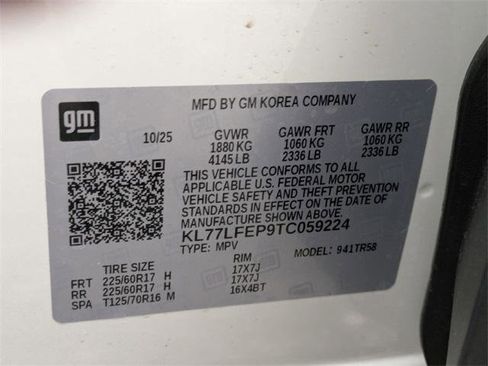 MFD BY GM KOREA COMPANY
gm
10/25 GVWR GAWR FRT GAWR RR
1880 KG 1060 KG 1060 KG
4145 LB 2336 LB 2336 LB
THIS VEHICLE CONFORMS TO ALL
APPLICABLE U.S. FEDERAL MOTOR
VEHICLE SAFETY AND THEFT PREVENTION
STANDARDS IN EFFECT ON THE DATE OF
MANUFACTURE SHOWN ABOVE.
KL77LFEP9TC059224
TYPE: MPV MODEL: 941TR58
TIRE SIZE RIM
FRT 225/60R17 H 17X7J
RR 225/60R17 H 17X7J
SPA T125/70R16 M 16X4BT